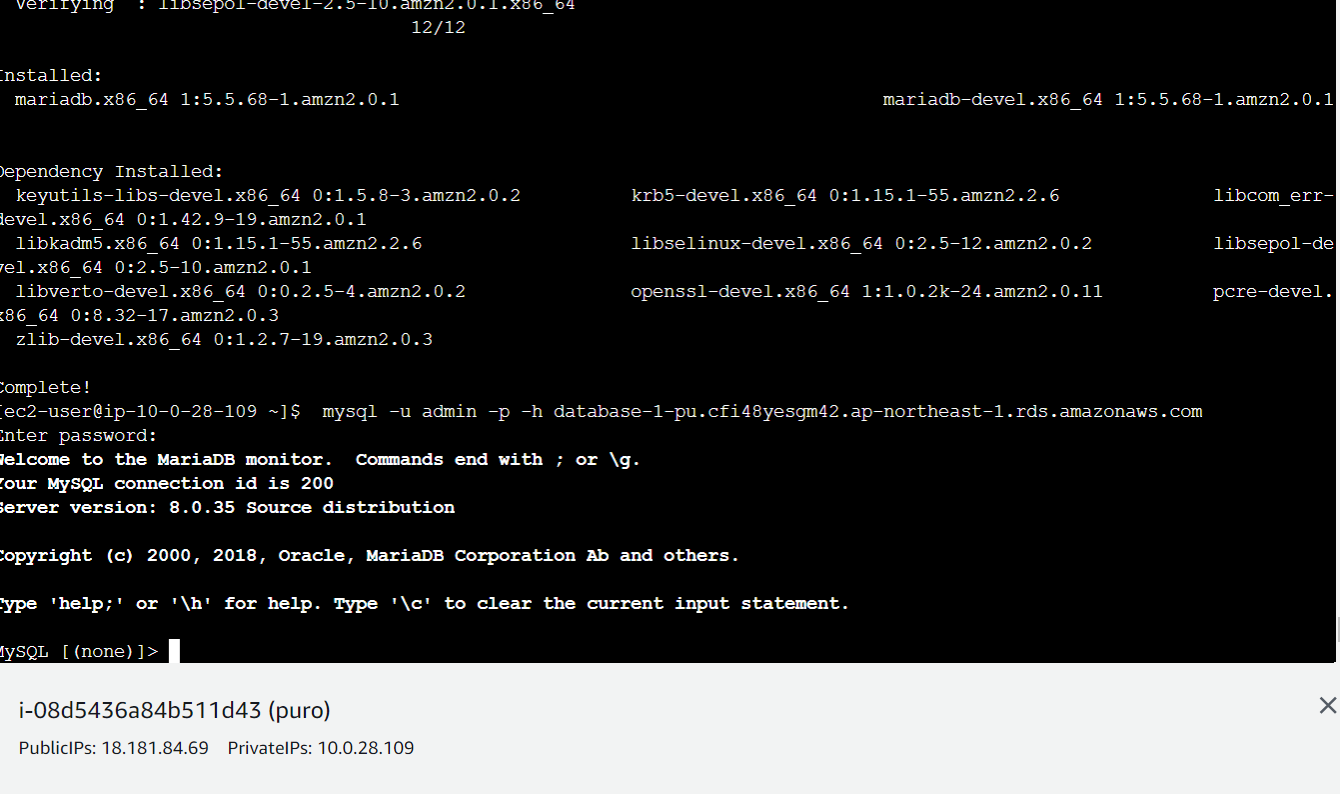 Verifying : libsepol-devel-2.5-10.amzn2.0.1.x86_64
12/12
Installed:
mariadb.x86_64 1:5.5.68-1.amzn2.0.1 mariadb-devel.x86_64 1:5.5.68-1.amzn2.0.1
Dependency Installed:
keyutils-libs-devel.x86_64 0:1.5.8-3.amzn2.0.2 krb5-devel.x86_64 0:1.15.1-55.amzn2.2.6 libcom_err-
devel.x86_64 0:1.42.9-19.amzn2.0.1
libkadm5.x86_64 0:1.15.1-55.amzn2.2.6 libselinux-devel.x86_64 0:2.5-12.amzn2.0.2 libsepol-de
vel.x86_64 0:2.5-10.amzn2.0.1
libverto-devel.x86_64 0:0.2.5-4.amzn2.0.2 openssl-devel.x86_64 1:1.0.2k-24.amzn2.0.11 pcre-devel.
x86_64 0:8.32-17.amzn2.0.3
zlib-devel.x86_64 0:1.2.7-19.amzn2.0.3
Complete!
[ec2-user@ip-10-0-28-109 ~]$ mysql -u admin -p -h database-1-pu.cfi48yesgm42.ap-northeast-1.rds.amazonaws.com
Enter password:
Welcome to the MariaDB monitor. Commands end with ; or \g.
Your MySQL connection id is 200
Server version: 8.0.35 Source distribution
Copyright (c) 2000, 2018, Oracle, MariaDB Corporation Ab and others.
Type 'help;' or '\h' for help. Type '\c' to clear the current input statement.
MySQL [(none)]>
i-08d5436a84b511d43 (puro)
PublicIPs: 18.181.84.69 PrivateIPs: 10.0.28.109